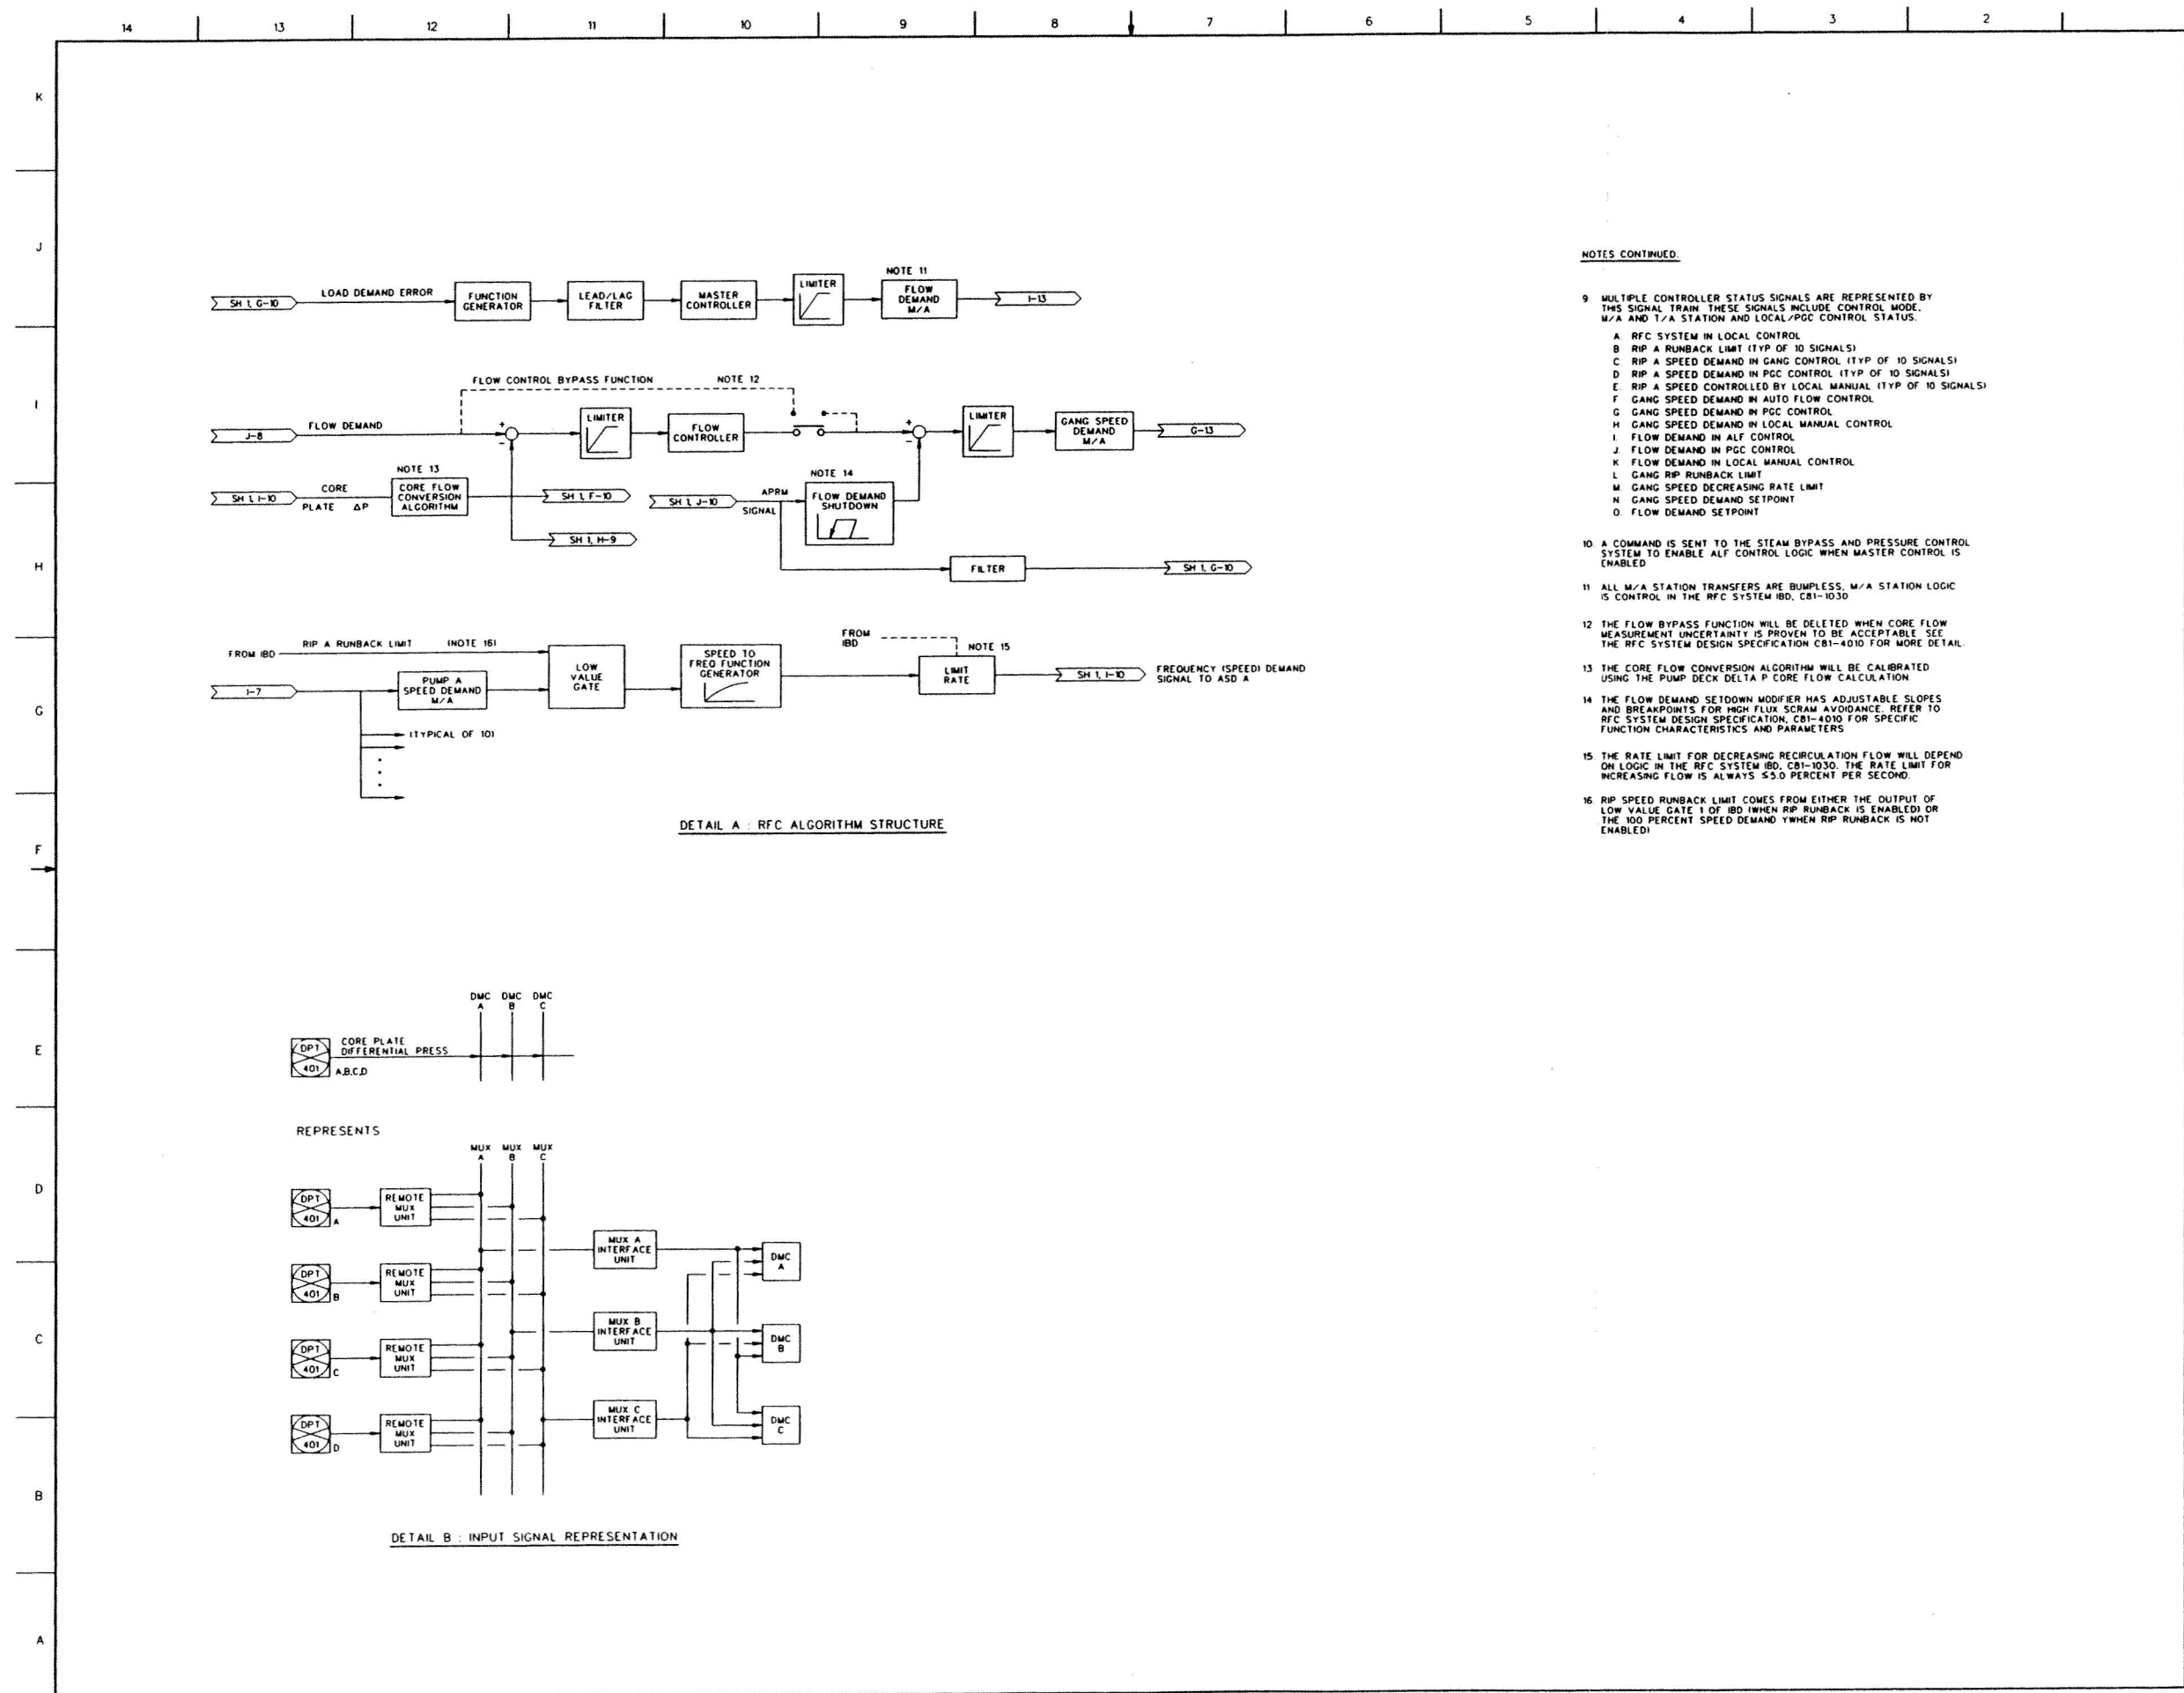 14 13 12 11 10 9 8 7 6 5 4 3 2
K
J
I
H
G
F
E
D
C
B
A
SH 1, G-10
LOAD DEMAND ERROR
FUNCTION
GENERATOR
LEAD/LAG
FILTER
MASTER
CONTROLLER
LIMITER
NOTE 11
FLOW
DEMAND
M/A
I-13
FLOW CONTROL BYPASS FUNCTION NOTE 12
J-8
FLOW DEMAND
+
-
LIMITER
FLOW
CONTROLLER
+
-
LIMITER
GANG SPEED
DEMAND
M/A
G-13
SH 1, I-10
CORE
PLATE ΔP
NOTE 13
CORE FLOW
CONVERSION
ALGORITHM
SH 1, F-10
SH 1, H-9
SH 1, J-10
APRM
SIGNAL
NOTE 14
FLOW DEMAND
SHUTDOWN
FILTER
SH 1, G-10
FROM IBD
RIP A RUNBACK LIMIT (NOTE 16)
I-7
PUMP A
SPEED DEMAND
M/A
(TYPICAL OF 10)
LOW
VALUE
GATE
SPEED TO
FREQ FUNCTION
GENERATOR
FROM
IBD
NOTE 15
LIMIT
RATE
SH 1, I-10
FREQUENCY (SPEED) DEMAND
SIGNAL TO ASD A
DETAIL A : RFC ALGORITHM STRUCTURE
DMC DMC DMC
A B C
DPT
401
A,B,C,D
CORE PLATE
DIFFERENTIAL PRESS
REPRESENTS
MUX MUX MUX
A B C
DPT
401
A
REMOTE
MUX
UNIT
DPT
401
B
REMOTE
MUX
UNIT
DPT
401
C
REMOTE
MUX
UNIT
DPT
401
D
REMOTE
MUX
UNIT
MUX A
INTERFACE
UNIT
MUX B
INTERFACE
UNIT
MUX C
INTERFACE
UNIT
DMC
A
DMC
B
DMC
C
DETAIL B : INPUT SIGNAL REPRESENTATION
NOTES CONTINUED.
9. MULTIPLE CONTROLLER STATUS SIGNALS ARE REPRESENTED BY
THIS SIGNAL TRAIN. THESE SIGNALS INCLUDE CONTROL MODE,
M/A AND T/A STATION AND LOCAL/PGC CONTROL STATUS.
A. RFC SYSTEM IN LOCAL CONTROL
B RIP A RUNBACK LIMIT (TYP OF 10 SIGNALS)
C. RIP A SPEED DEMAND IN GANG CONTROL (TYP OF 10 SIGNALS)
D RIP A SPEED DEMAND IN PGC CONTROL (TYP OF 10 SIGNALS)
E. RIP A SPEED CONTROLLED BY LOCAL MANUAL (TYP OF 10 SIGNALS)
F GANG SPEED DEMAND IN AUTO FLOW CONTROL
G GANG SPEED DEMAND IN PGC CONTROL
H GANG SPEED DEMAND IN LOCAL MANUAL CONTROL
I. FLOW DEMAND IN ALF CONTROL
J. FLOW DEMAND IN PGC CONTROL
K FLOW DEMAND IN LOCAL MANUAL CONTROL
L GANG RIP RUNBACK LIMIT
M. GANG SPEED DECREASING RATE LIMIT
N GANG SPEED DEMAND SETPOINT
O. FLOW DEMAND SETPOINT
10. A COMMAND IS SENT TO THE STEAM BYPASS AND PRESSURE CONTROL
SYSTEM TO ENABLE ALF CONTROL LOGIC WHEN MASTER CONTROL IS
ENABLED
11 ALL M/A STATION TRANSFERS ARE BUMPLESS, M/A STATION LOGIC
IS CONTROL IN THE RFC SYSTEM IBD, C81-1030
12 THE FLOW BYPASS FUNCTION WILL BE DELETED WHEN CORE FLOW
MEASUREMENT UNCERTAINTY IS PROVEN TO BE ACCEPTABLE SEE
THE RFC SYSTEM DESIGN SPECIFICATION C81-4010 FOR MORE DETAIL.
13 THE CORE FLOW CONVERSION ALGORITHM WILL BE CALIBRATED
USING THE PUMP DECK DELTA P CORE FLOW CALCULATION.
14 THE FLOW DEMAND SETDOWN MODIFIER HAS ADJUSTABLE SLOPES
AND BREAKPOINTS FOR HIGH FLUX SCRAM AVOIDANCE. REFER TO
RFC SYSTEM DESIGN SPECIFICATION, C81-4010 FOR SPECIFIC
FUNCTION CHARACTERISTICS AND PARAMETERS
15. THE RATE LIMIT FOR DECREASING RECIRCULATION FLOW WILL DEPEND
ON LOGIC IN THE RFC SYSTEM IBD, C81-1030. THE RATE LIMIT FOR
INCREASING FLOW IS ALWAYS ≤5.0 PERCENT PER SECOND.
16. RIP SPEED RUNBACK LIMIT COMES FROM EITHER THE OUTPUT OF
LOW VALUE GATE 1 OF IBD (WHEN RIP RUNBACK IS ENABLED) OR
THE 100 PERCENT SPEED DEMAND YWHEN RIP RUNBACK IS NOT
ENABLED)